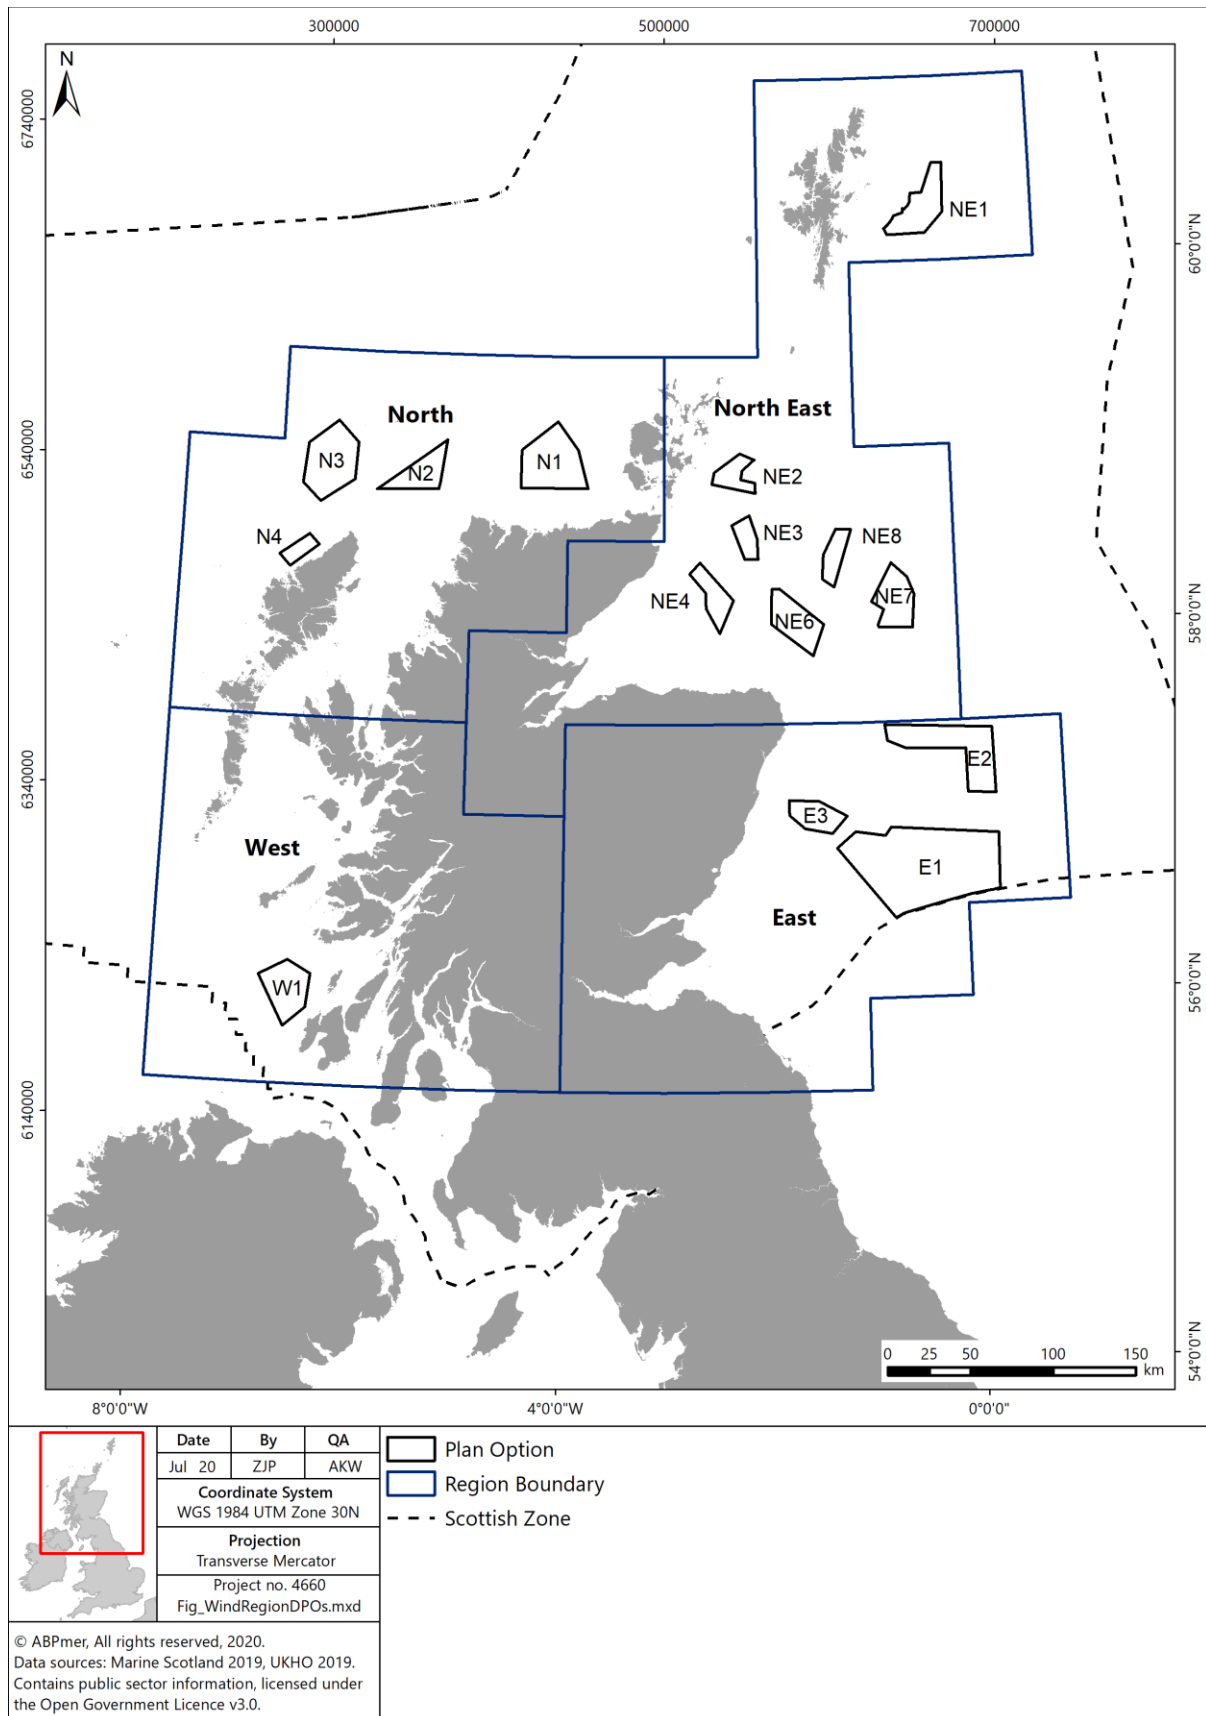 300000
500000
700000
N
6740000
NE1
60°0'0"N
North
North East
6540000
N3
N2
N1
NE2
N4
NE3
NE8
NE4
NE6
NE7
58°0'0"N
6340000
E2
E3
West
E1
East
W1
56°0'0"N
6140000
0 25 50 100 150
km
54°0'0"N
8°0'0"W
4°0'0"W
0°0'0"
Date By QA
Jul 20 ZJP AKW
Coordinate System
WGS 1984 UTM Zone 30N
Projection
Transverse Mercator
Project no. 4660
Fig_WindRegionDPOs.mxd
© ABPmer, All rights reserved, 2020.
Data sources: Marine Scotland 2019, UKHO 2019.
Contains public sector information, licensed under
the Open Government Licence v3.0.
Plan Option
Region Boundary
Scottish Zone